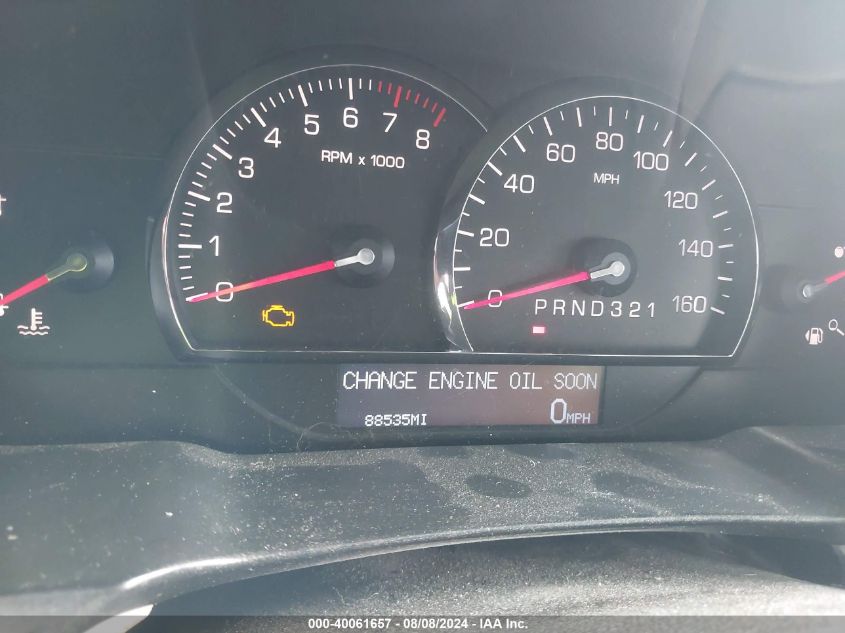 0 1 2 3 4 5 6 7 8
RPM x 1000
0 20 40 60 80 100 120 140 160
MPH
PRND321
CHANGE ENGINE OIL SOON
88535MI 0MPH
000-40061657 - 08/08/2024 - IAA Inc.